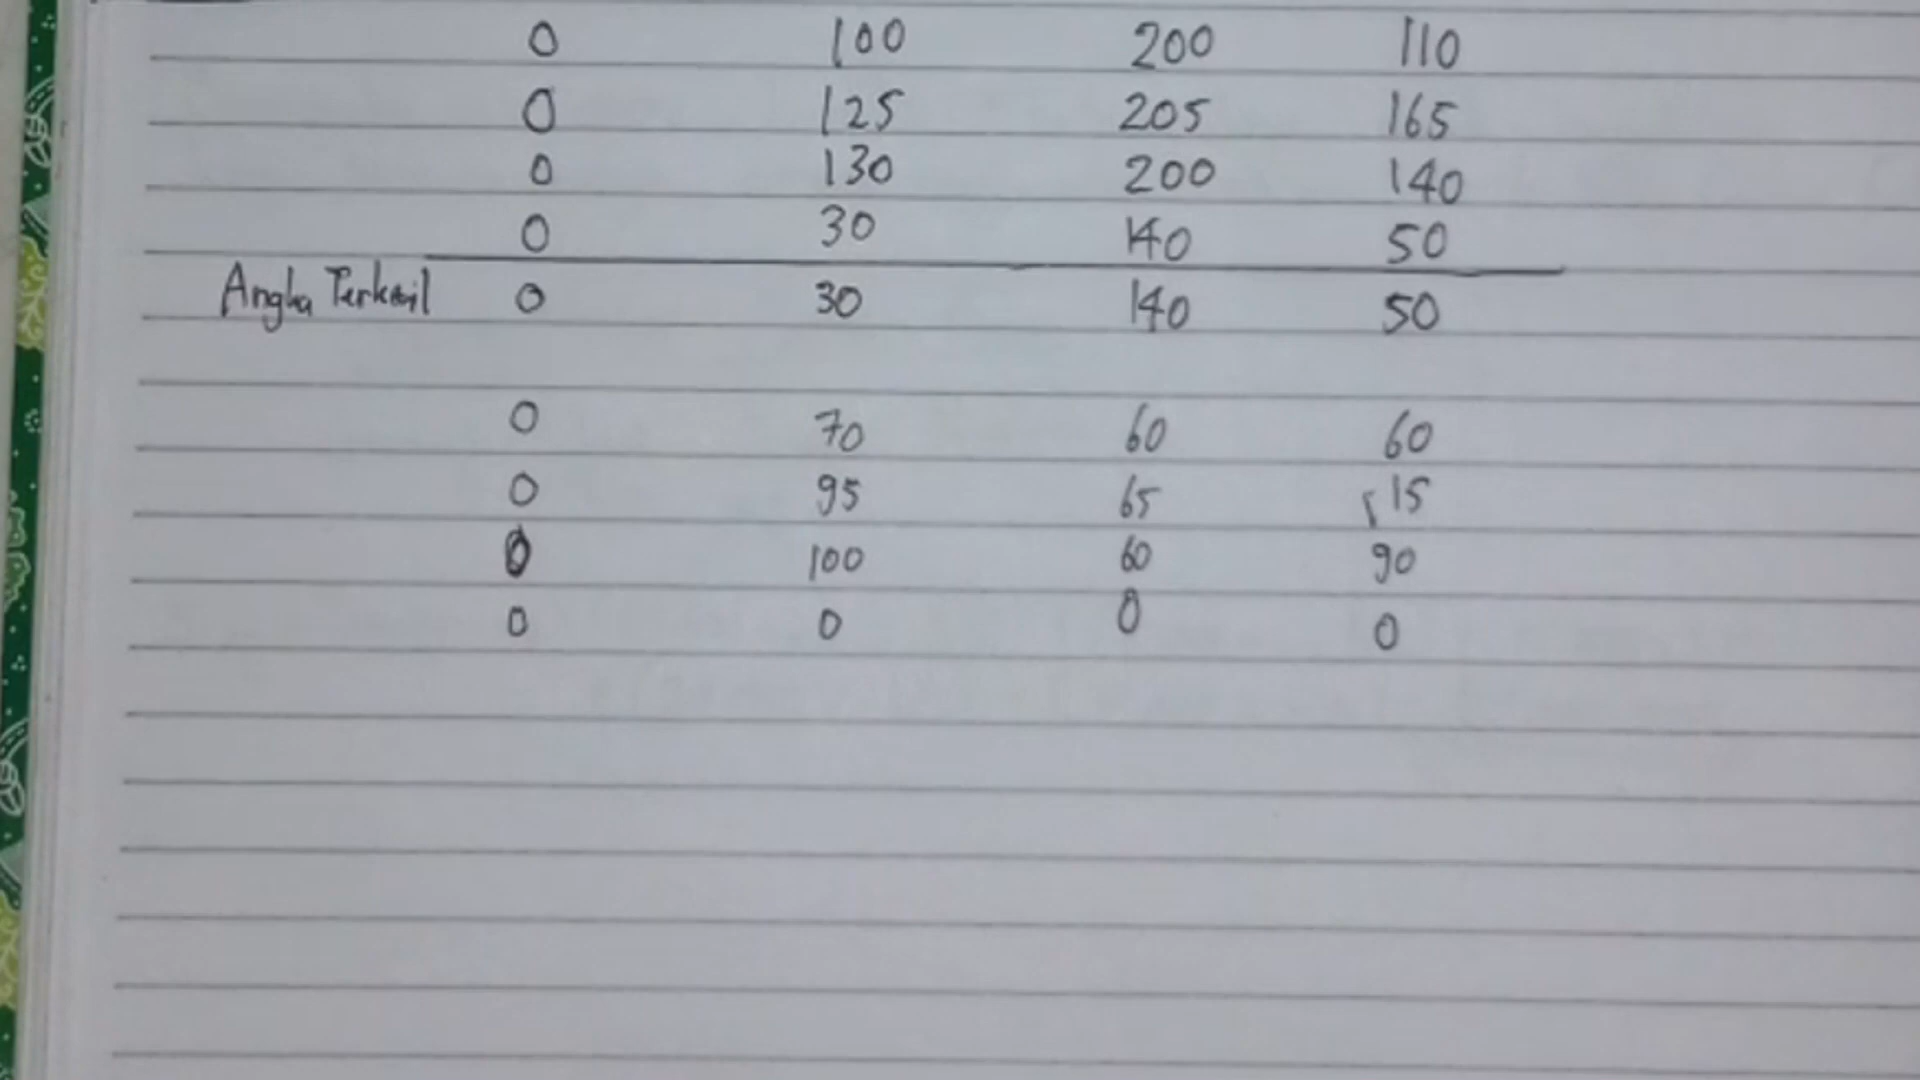 0 100 200 110
0 125 205 165
0 130 200 140
0 30 140 50
Angka Terkecil 0 30 140 50
0 70 60 60
0 95 65 115
0 100 60 90
0 0 0 0